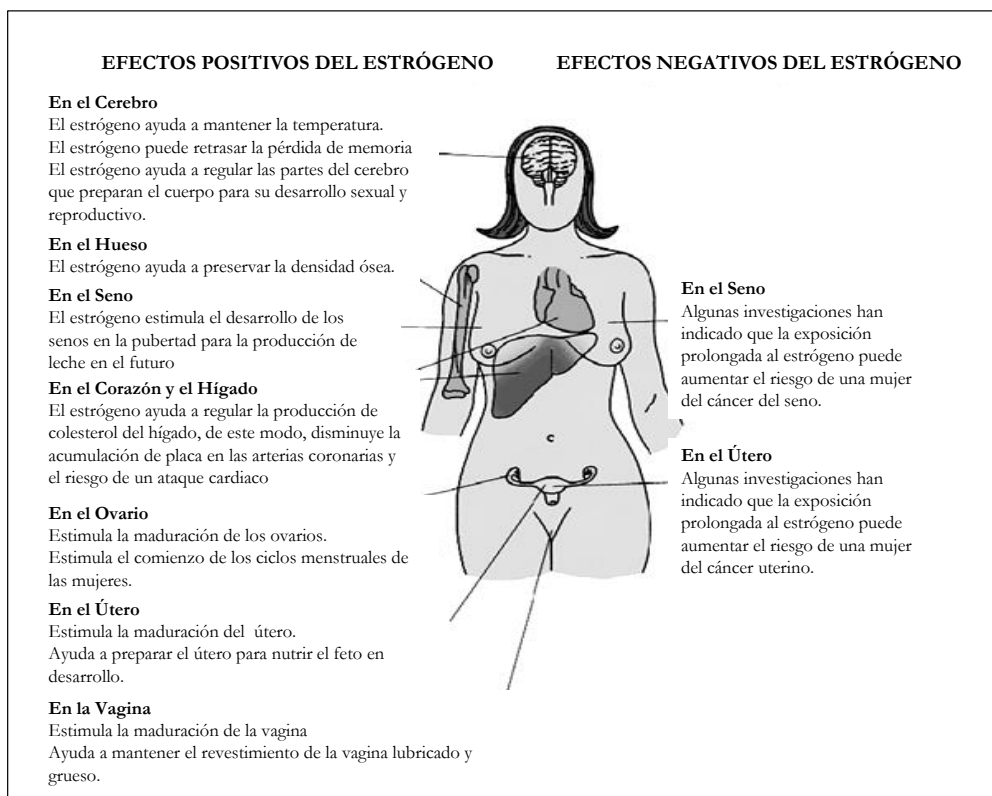 EFECTOS POSITIVOS DEL ESTRÓGENO
EFECTOS NEGATIVOS DEL ESTRÓGENO
En el Cerebro
El estrógeno ayuda a mantener la temperatura.
El estrógeno puede retrasar la pérdida de memoria
El estrógeno ayuda a regular las partes del cerebro
que preparan el cuerpo para su desarrollo sexual y
reproductivo.
En el Hueso
El estrógeno ayuda a preservar la densidad ósea.
En el Seno
El estrógeno estimula el desarrollo de los
senos en la pubertad para la producción de
leche en el futuro
En el Corazón y el Hígado
El estrógeno ayuda a regular la producción de
colesterol del hígado, de este modo, disminuye la
acumulación de placa en las arterias coronarias y
el riesgo de un ataque cardiaco
En el Ovario
Estimula la maduración de los ovarios.
Estimula el comienzo de los ciclos menstruales de
las mujeres.
En el Útero
Estimula la maduración del útero.
Ayuda a preparar el útero para nutrir el feto en
desarrollo.
En la Vagina
Estimula la maduración de la vagina
Ayuda a mantener el revestimiento de la vagina lubricado y
grueso.
En el Seno
Algunas investigaciones han
indicado que la exposición
prolongada al estrógeno puede
aumentar el riesgo de una mujer
del cáncer del seno.
En el Útero
Algunas investigaciones han
indicado que la exposición
prolongada al estrógeno puede
aumentar el riesgo de una mujer
del cáncer uterino.